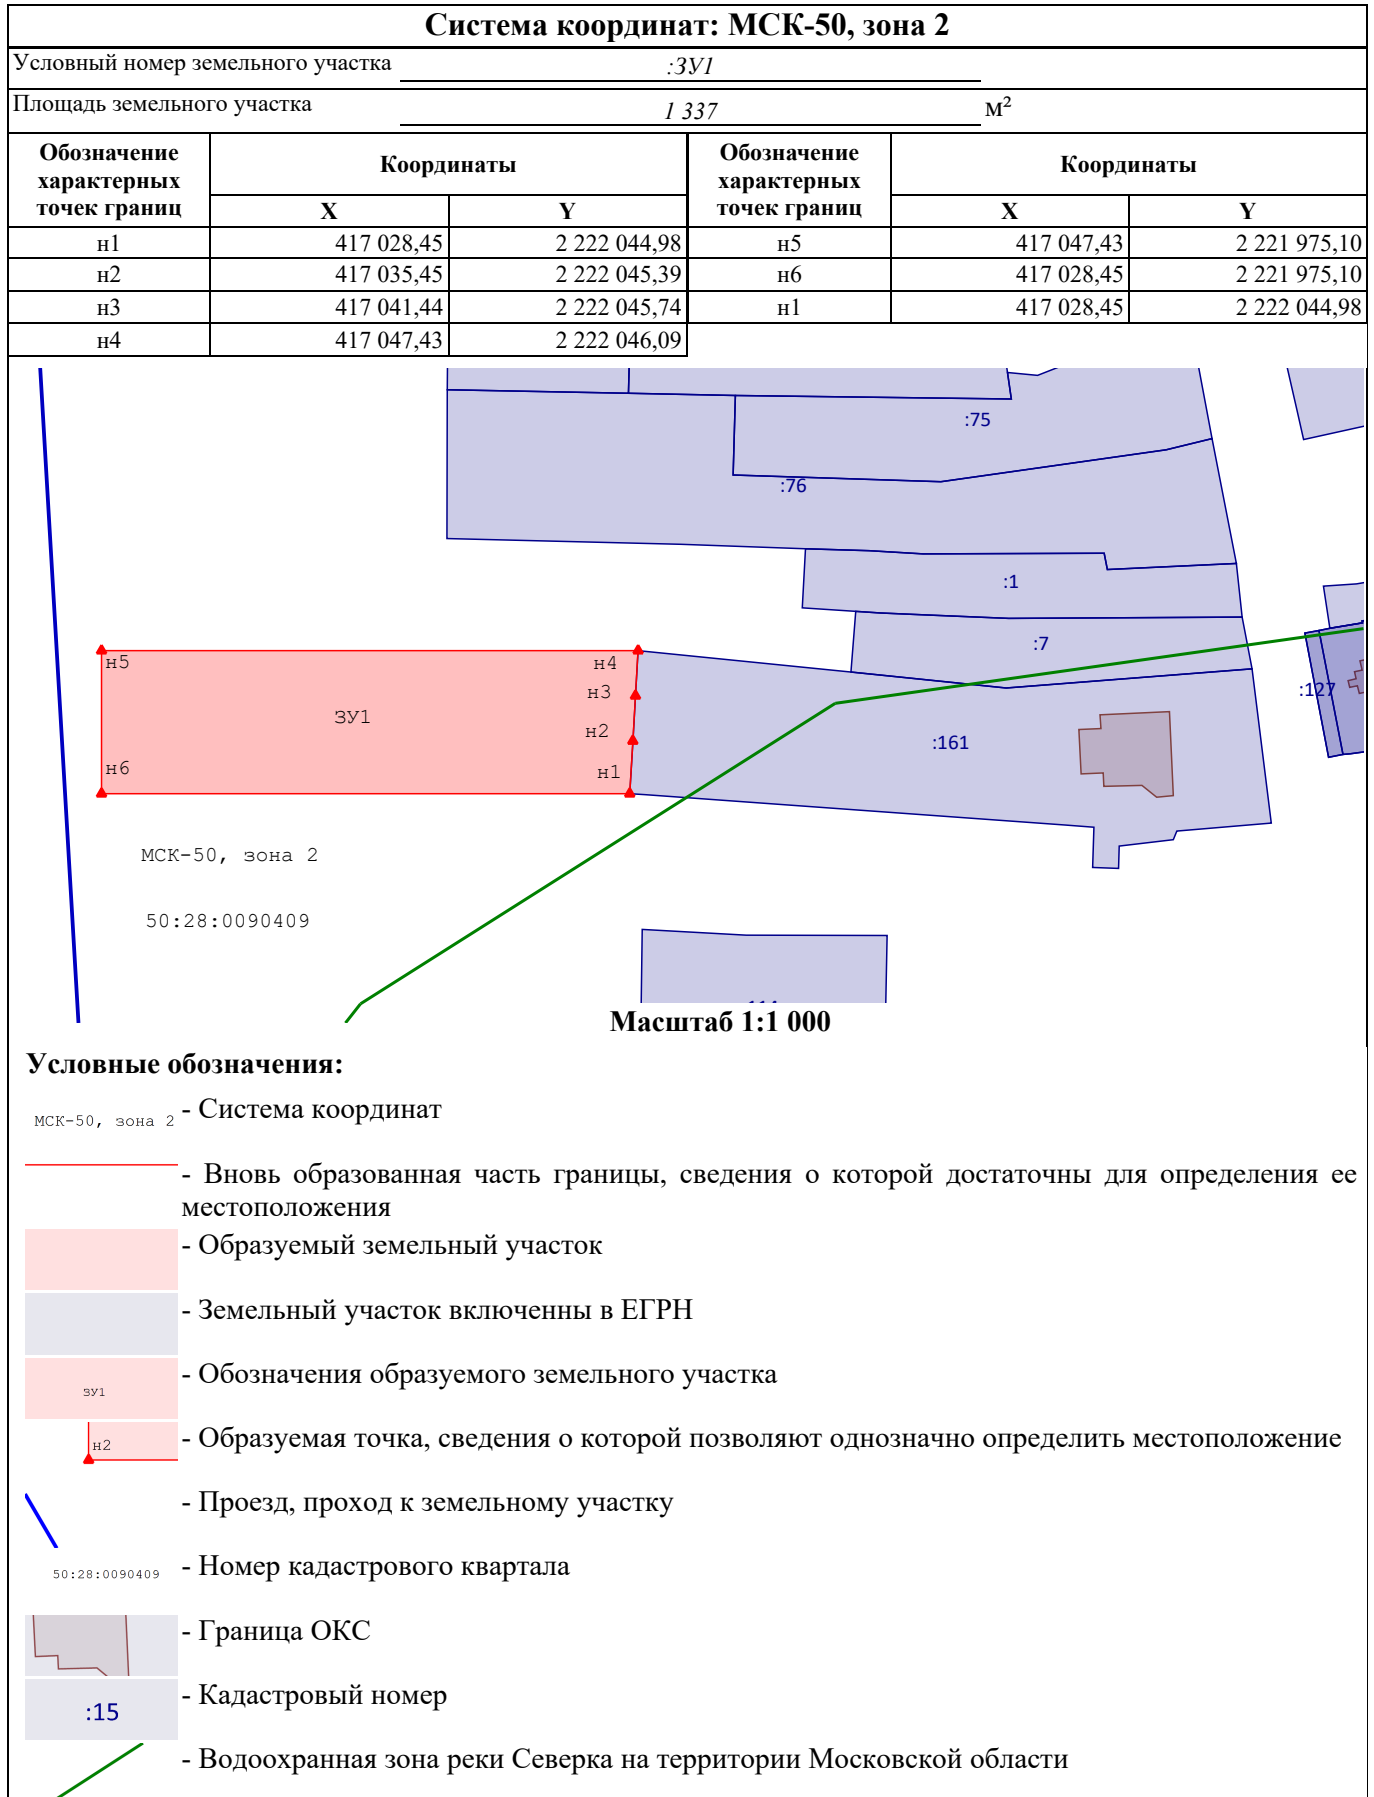 Система координат: МСК-50, зона 2
Условный номер земельного участка :ЗУ1
Площадь земельного участка 1 337 м²
Обозначение характерных точек границ Координаты Обозначение характерных точек границ Координаты
X Y X Y
н1 417 028,45 2 222 044,98 н5 417 047,43 2 221 975,10
н2 417 035,45 2 222 045,39 н6 417 028,45 2 221 975,10
н3 417 041,44 2 222 045,74 н1 417 028,45 2 222 044,98
н4 417 047,43 2 222 046,09
:75
:76
:1
:7
н5 н4
н3
:127
ЗУ1
н2
:161
н6 н1
МСК-50, зона 2
50:28:0090409
Масштаб 1:1 000
Условные обозначения:
МСК-50, зона 2 - Система координат
- Вновь образованная часть границы, сведения о которой достаточны для определения ее
местоположения
- Образуемый земельный участок
- Земельный участок включенны в ЕГРН
ЗУ1 - Обозначения образуемого земельного участка
н2 - Образуемая точка, сведения о которой позволяют однозначно определить местоположение
- Проезд, проход к земельному участку
50:28:0090409 - Номер кадастрового квартала
- Граница ОКС
:15 - Кадастровый номер
- Водоохранная зона реки Северка на территории Московской области